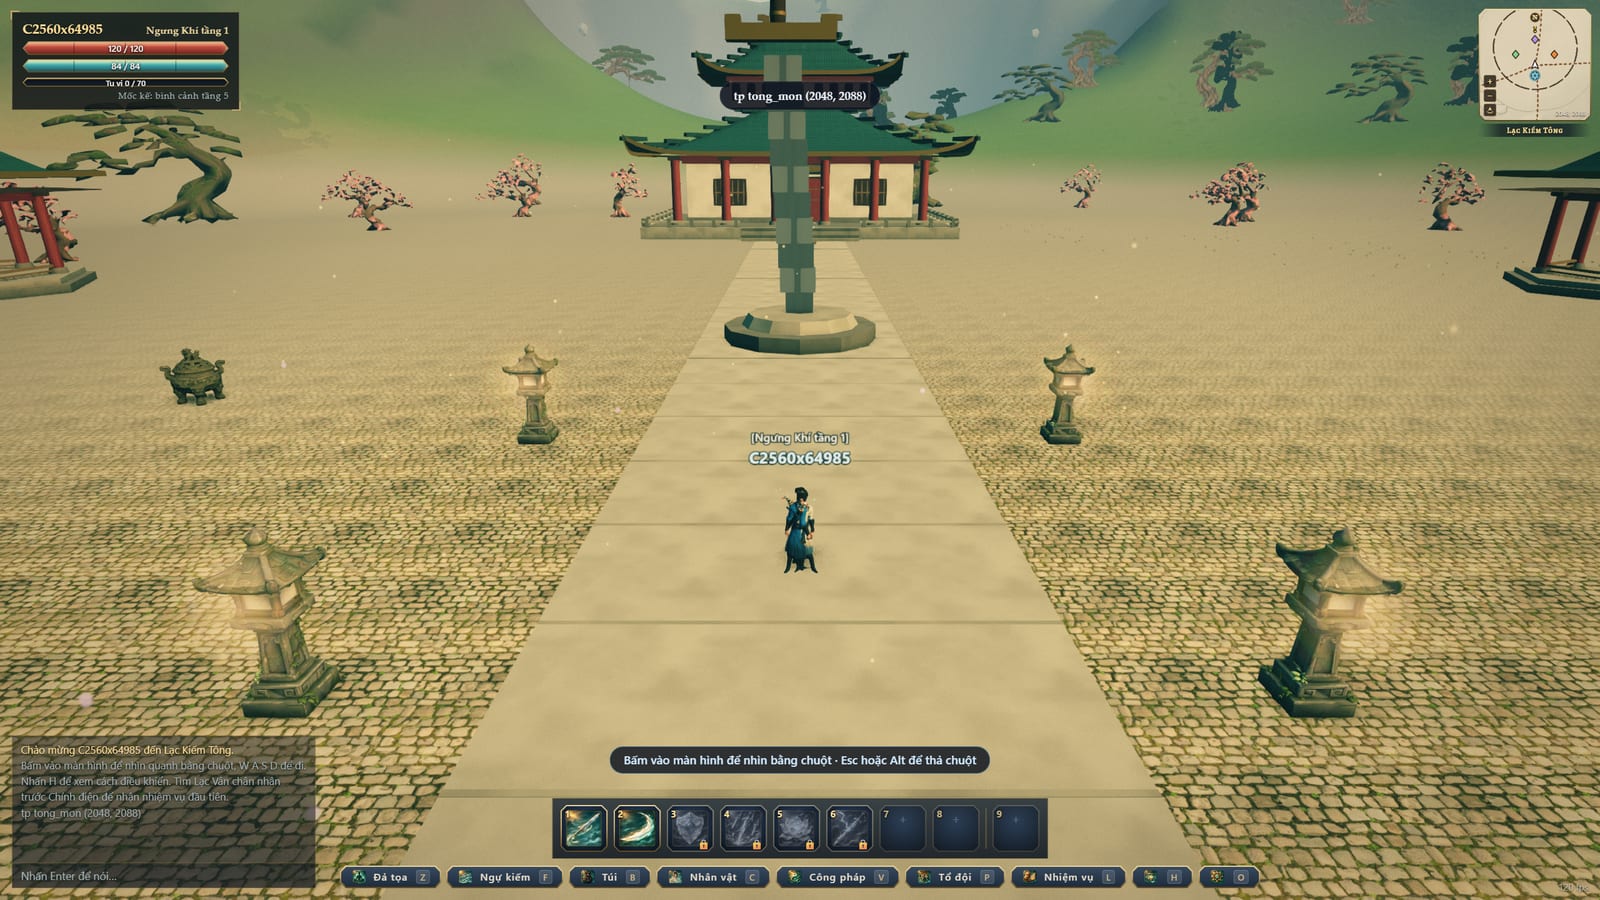 C2560x64985
Ngưng Khí tầng 1
120 / 120
84 / 84
Tu vi 0 / 70
Mốc kế: bình cảnh tầng 5
tp tong_mon (2048, 2088)
N
2048, 2088
Lạc Kiếm Tông
[Ngưng Khí tầng 1]
C2560x64985
Chào mừng C2560x64985 đến Lạc Kiếm Tông.
Bấm vào màn hình để nhìn quanh bằng chuột, W A S D để đi.
Nhấn H để xem cách điều khiển. Tìm Lạc Vân chân nhân
trước Chính điện để nhận nhiệm vụ đầu tiên.
tp tong_mon (2048, 2088)
Nhấn Enter để nói...
Bấm vào màn hình để nhìn bằng chuột · Esc hoặc Alt để thả chuột
1 2 3 4 5 6 7 8 9
Đả tọa Z
Ngự kiếm F
Túi B
Nhân vật C
Công pháp V
Tổ đội P
Nhiệm vụ L
H
O